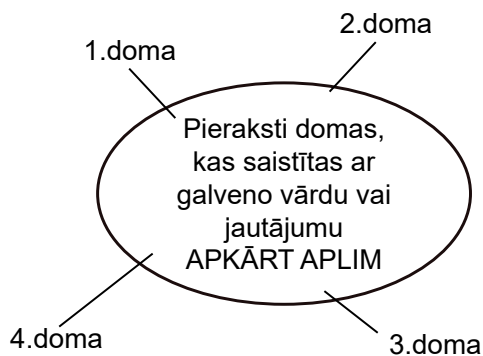 2.doma
1.doma
Pieraksti domas,
kas saistītas ar
galveno vārdu vai
jautājumu
APKĀRT APLIM
4.doma
3.doma